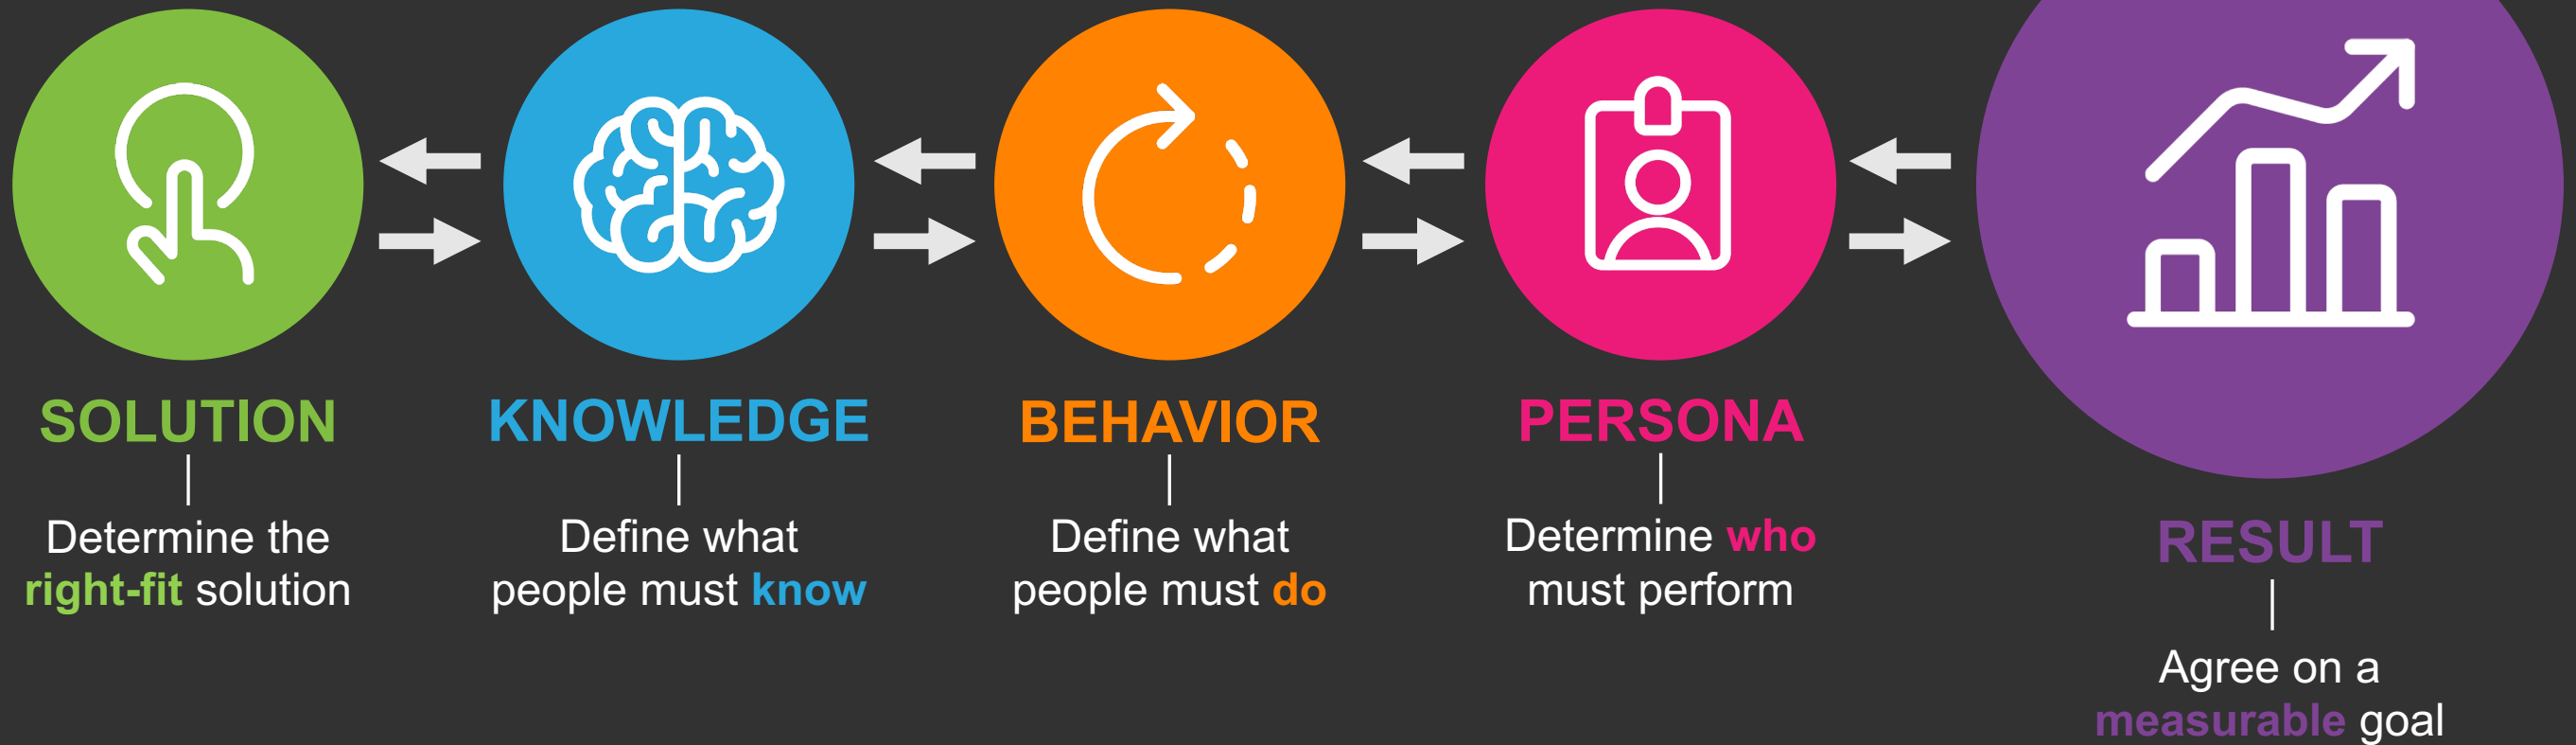 SOLUTION
Determine the
right-fit solution
KNOWLEDGE
Define what
people must know
BEHAVIOR
Define what
people must do
PERSONA
Determine who
must perform
RESULT
Agree on a
measurable goal